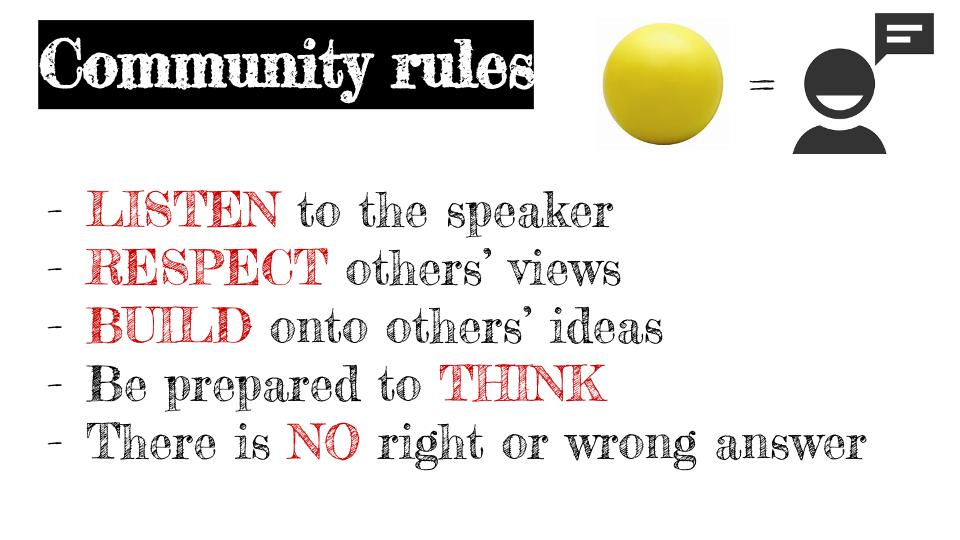 Community rules
=
- LISTEN to the speaker
- RESPECT others’ views
- BUILD onto others’ ideas
- Be prepared to THINK
- There is NO right or wrong answer